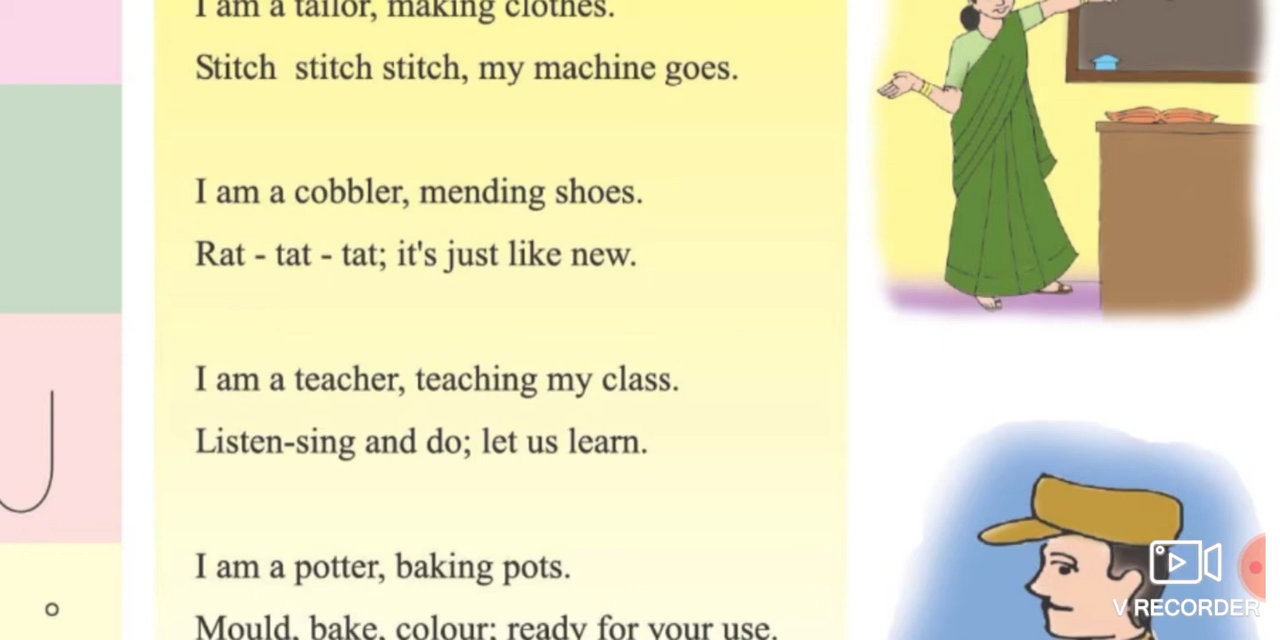 I am a tailor, making clothes.
Stitch stitch stitch, my machine goes.
I am a cobbler, mending shoes.
Rat - tat - tat; it's just like new.
I am a teacher, teaching my class.
Listen-sing and do; let us learn.
I am a potter, baking pots.
Mould, bake, colour; ready for your use.
V RECORDER